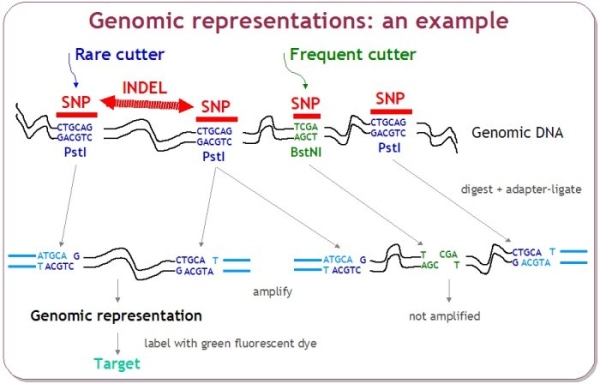 Genomic representations: an example
Rare cutter
Frequent cutter
INDEL
SNP
SNP
SNP
SNP
CTGCAG
GACGTC
PstI
CTGCAG
GACGTC
PstI
TCGA
AGCT
BstNI
CTGCAG
GACGTC
PstI
Genomic DNA
digest + adapter-ligate
ATGCA G
T ACGTC
CTGCA T
G ACGTA
ATGCA G
T ACGTC
T CGA
AGC T
CTGCA T
G ACGTA
amplify
Genomic representation
not amplified
label with green fluorescent dye
Target